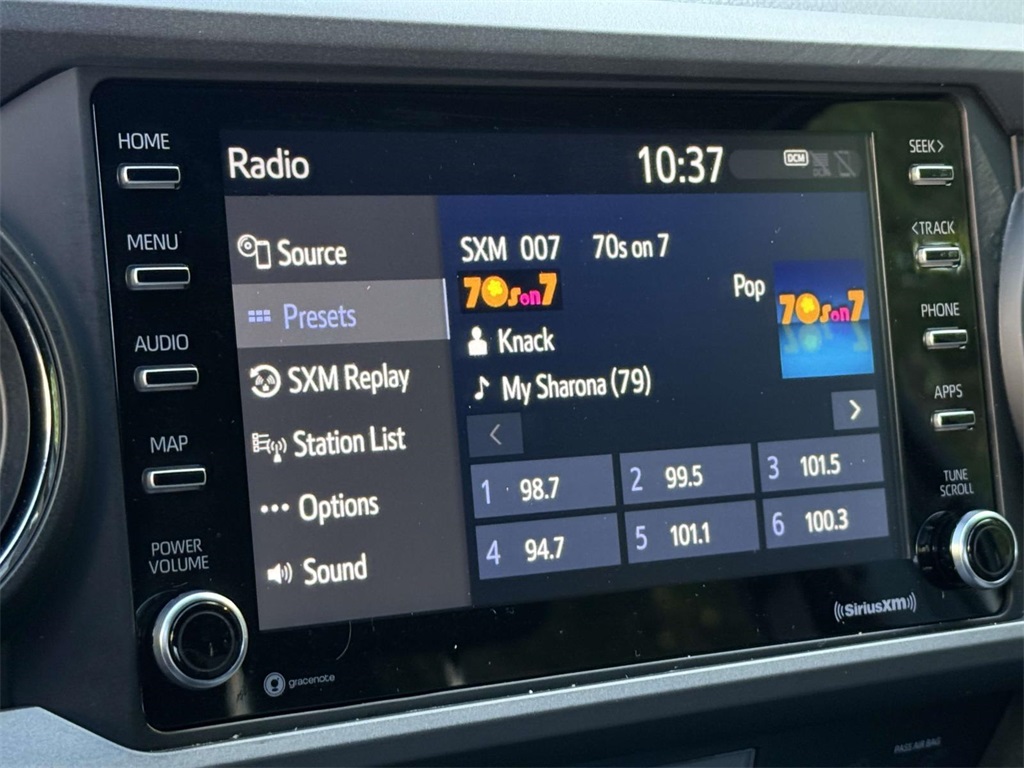 HOME
MENU
AUDIO
MAP
POWER
VOLUME
Radio
10:37
DCM
Source
Presets
SXM Replay
Station List
Options
Sound
SXM 007 70s on 7
70s on 7
Pop
70s on 7
Knack
My Sharona (79)
<
>
1 98.7
2 99.5
3 101.5
4 94.7
5 101.1
6 100.3
SEEK>
<TRACK
PHONE
APPS
TUNE
SCROLL
gracenote
((SiriusXM))
PASS AIR BAG